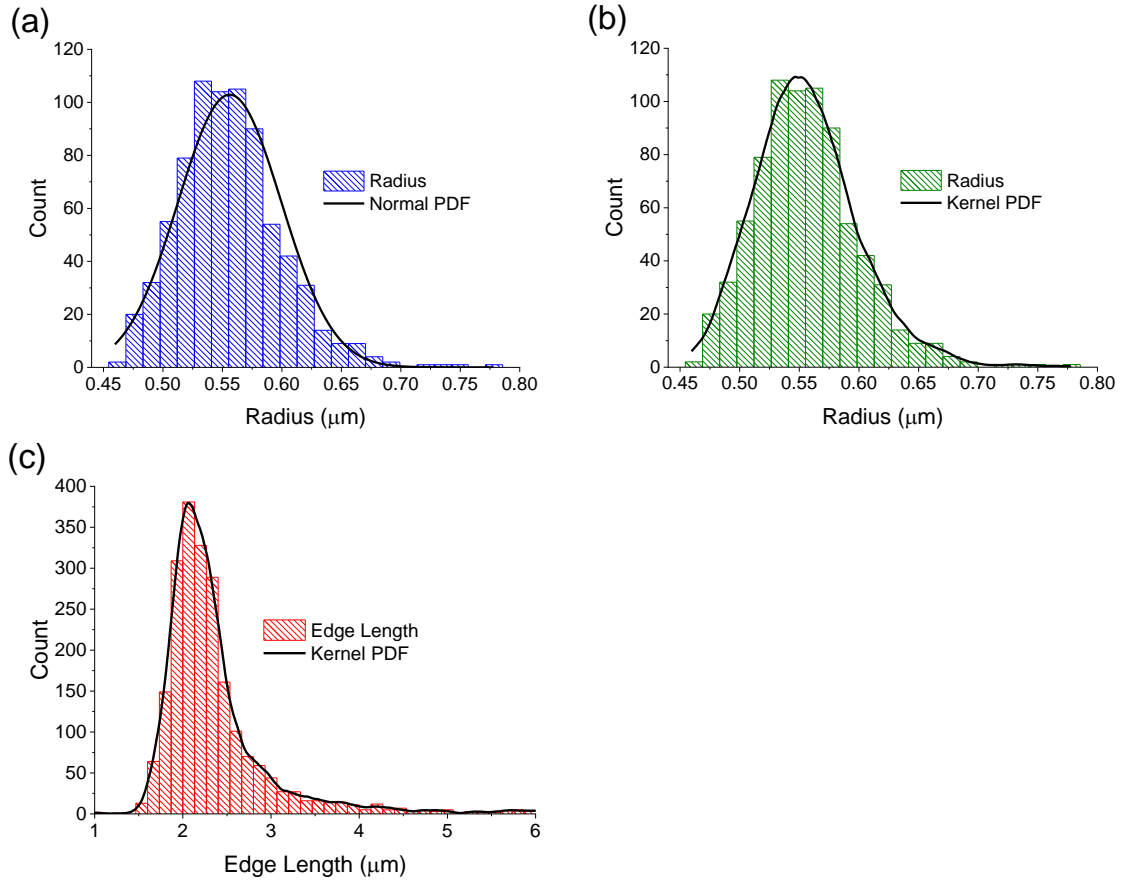 (a)
120
100
80
60
40
20
0
Count
0.45 0.50 0.55 0.60 0.65 0.70 0.75 0.80
Radius (μm)
Radius
Normal PDF
(b)
120
100
80
60
40
20
0
Count
0.45 0.50 0.55 0.60 0.65 0.70 0.75 0.80
Radius (μm)
Radius
Kernel PDF
(c)
400
350
300
250
200
150
100
50
0
Count
1 2 3 4 5 6
Edge Length (μm)
Edge Length
Kernel PDF